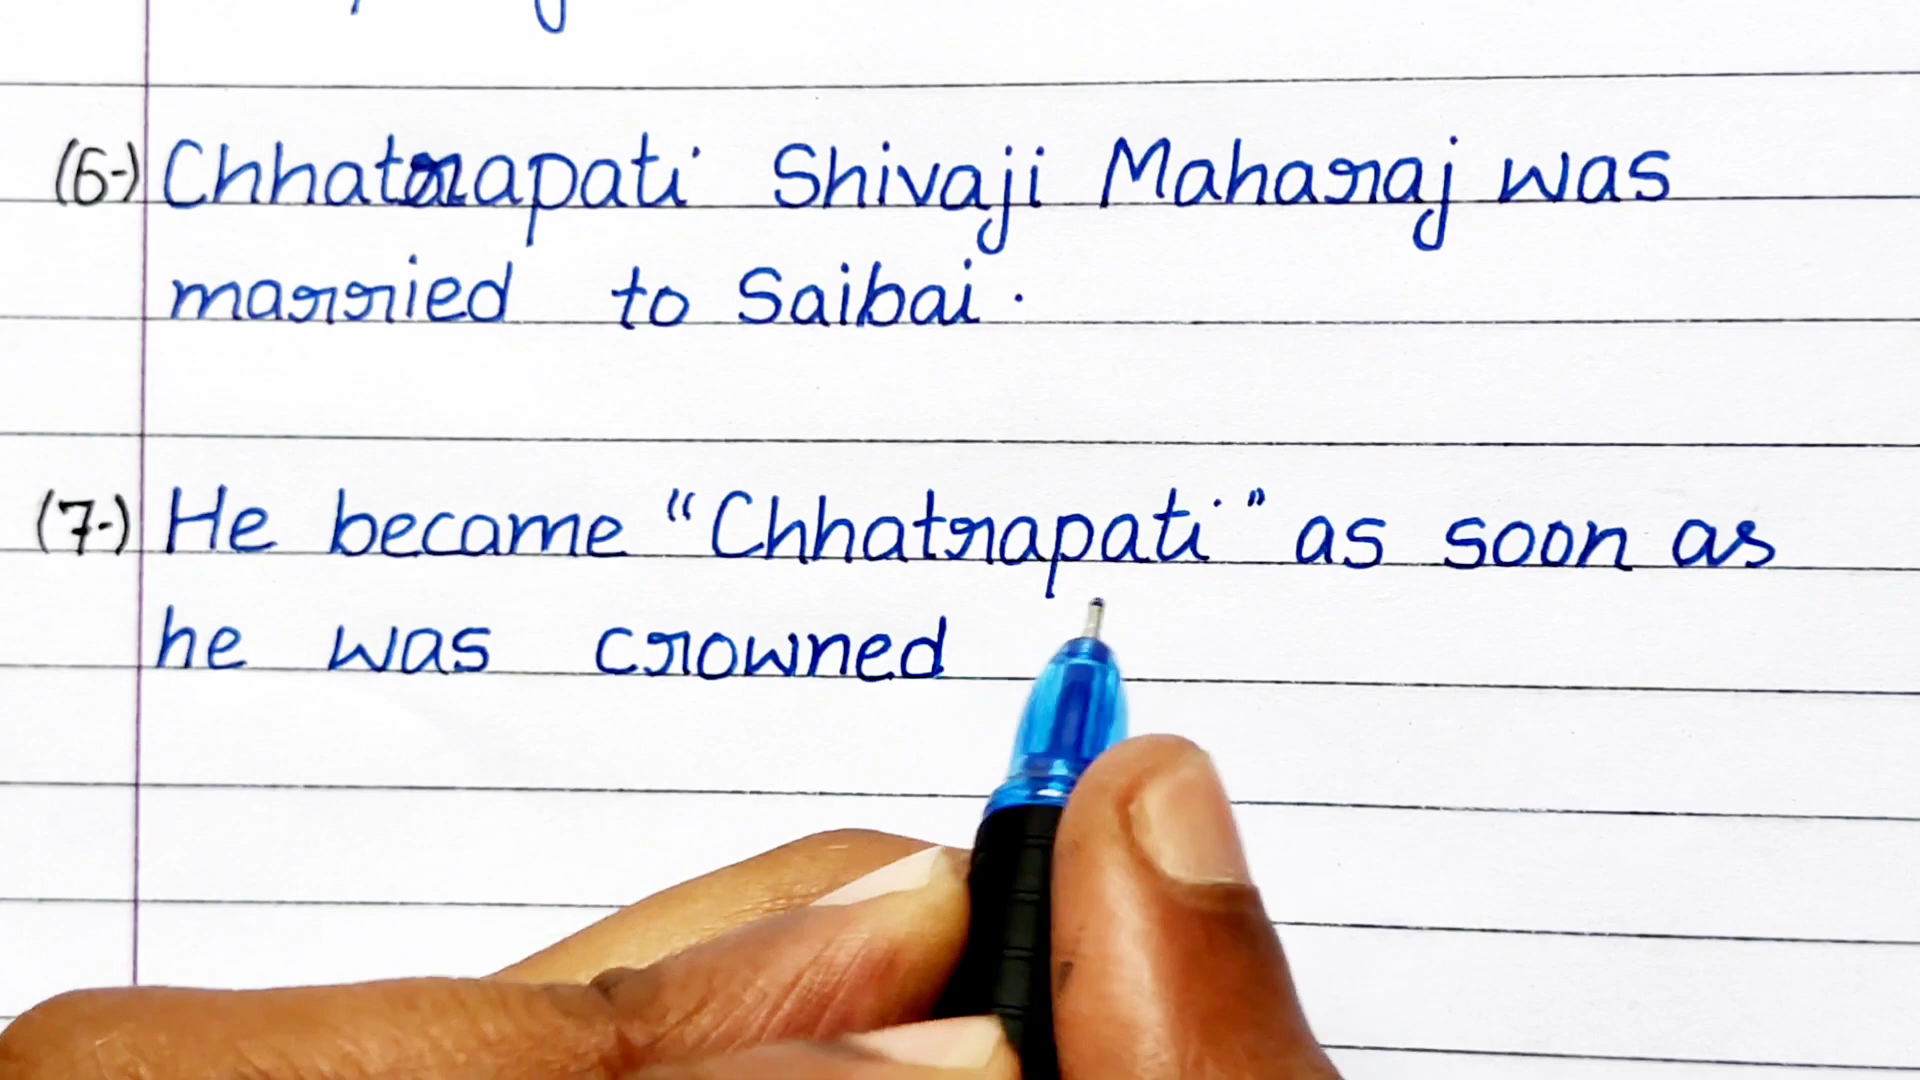 (6-) Chhatrapati Shivaji Maharaj was
married to Saibai.
(7-) He became "Chhatrapati" as soon as
he was crowned